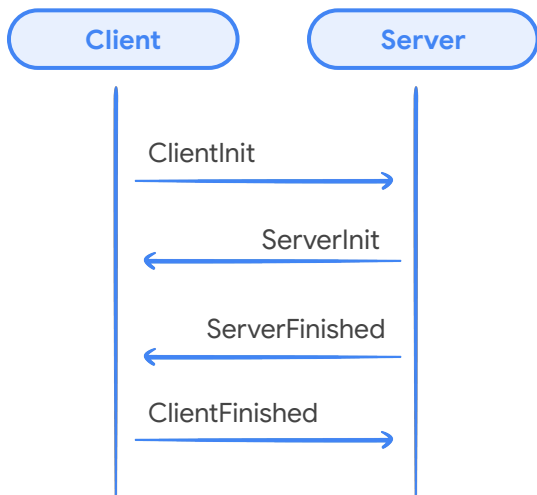 Client
Server
ClientInit
ServerInit
ServerFinished
ClientFinished